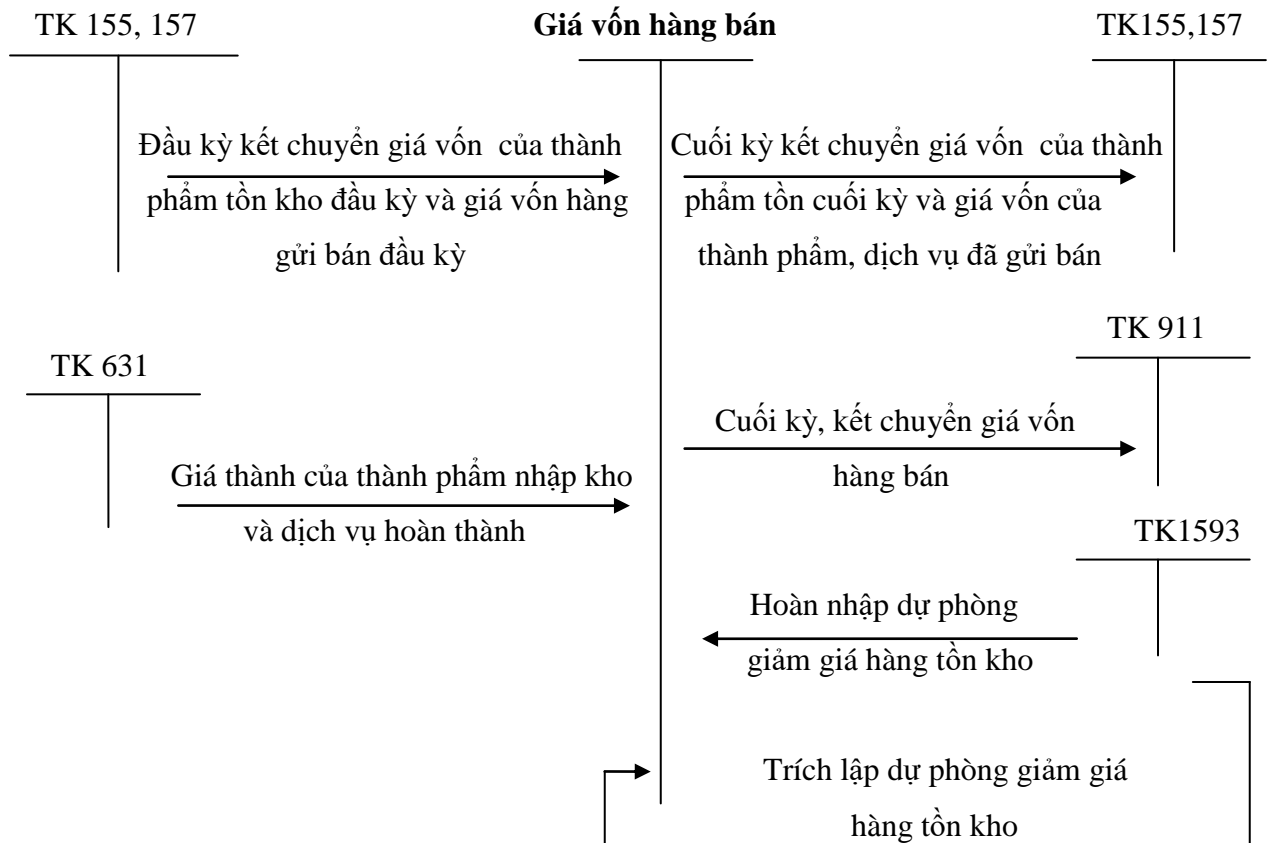 TK 155, 157
Giá vốn hàng bán
TK155,157
Đầu kỳ kết chuyển giá vốn của thành
phẩm tồn kho đầu kỳ và giá vốn hàng
gửi bán đầu kỳ
Cuối kỳ kết chuyển giá vốn của thành
phẩm tồn cuối kỳ và giá vốn của
thành phẩm, dịch vụ đã gửi bán
TK 911
TK 631
Cuối kỳ, kết chuyển giá vốn
hàng bán
Giá thành của thành phẩm nhập kho
và dịch vụ hoàn thành
TK1593
Hoàn nhập dự phòng
giảm giá hàng tồn kho
Trích lập dự phòng giảm giá
hàng tồn kho